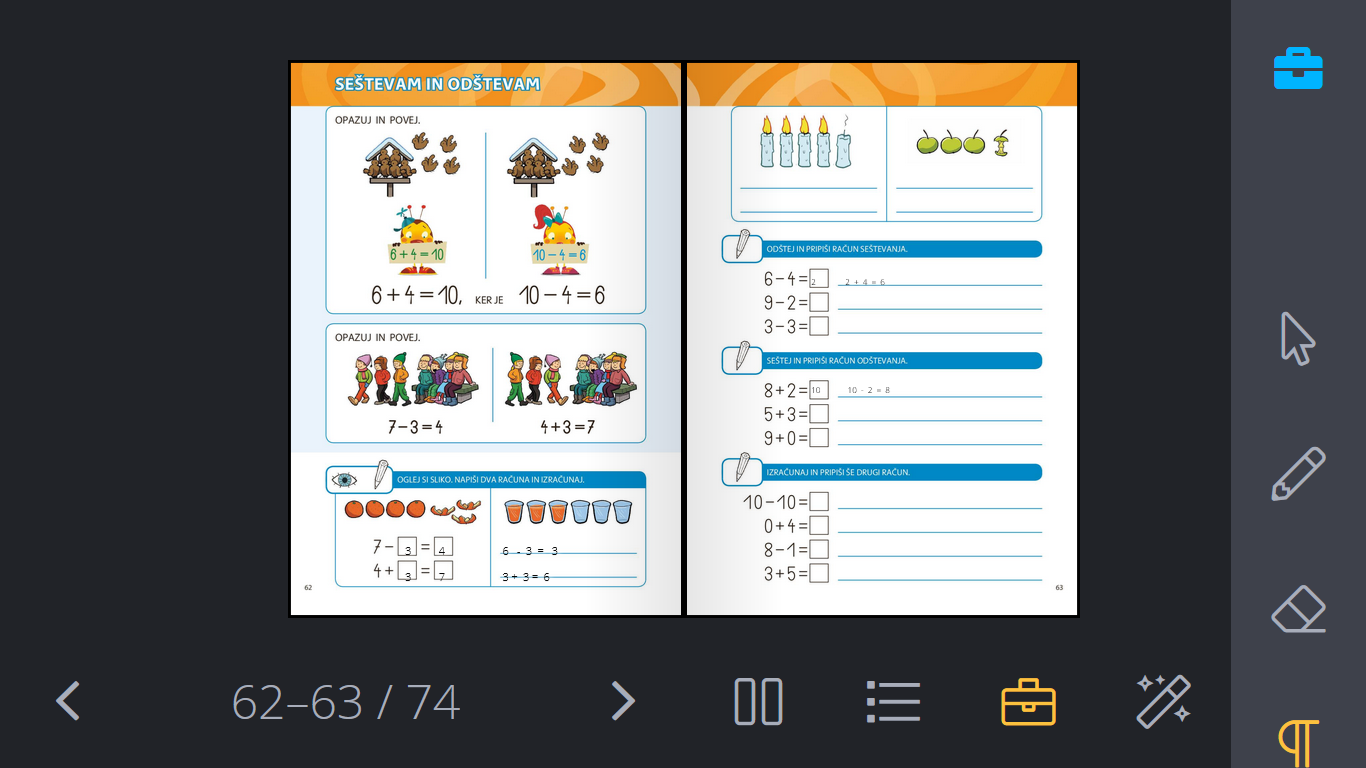 SEŠTEVAM IN ODŠTEVAM
OPAZUJ IN POVEJ.
6 + 4 = 10
10 – 4 = 6
6 + 4 = 10, KER JE 10 – 4 = 6
OPAZUJ IN POVEJ.
7 – 3 = 4
4 + 3 = 7
OGLEJ SI SLIKO. NAPIŠI DVA RAČUNA IN IZRAČUNAJ.
7 – 3 = 4
4 + 3 = 7
6 - 3 = 3
3 + 3 = 6
62
ODŠTEJ IN PRIPIŠI RAČUN SEŠTEVANJA.
6 – 4 = 2 2 + 4 = 6
9 – 2 =
3 – 3 =
SEŠTEJ IN PRIPIŠI RAČUN ODŠTEVANJA.
8 + 2 = 10 10 - 2 = 8
5 + 3 =
9 + 0 =
IZRAČUNAJ IN PRIPIŠI ŠE DRUGI RAČUN.
10 – 10 =
0 + 4 =
8 – 1 =
3 + 5 =
63
62–63 / 74